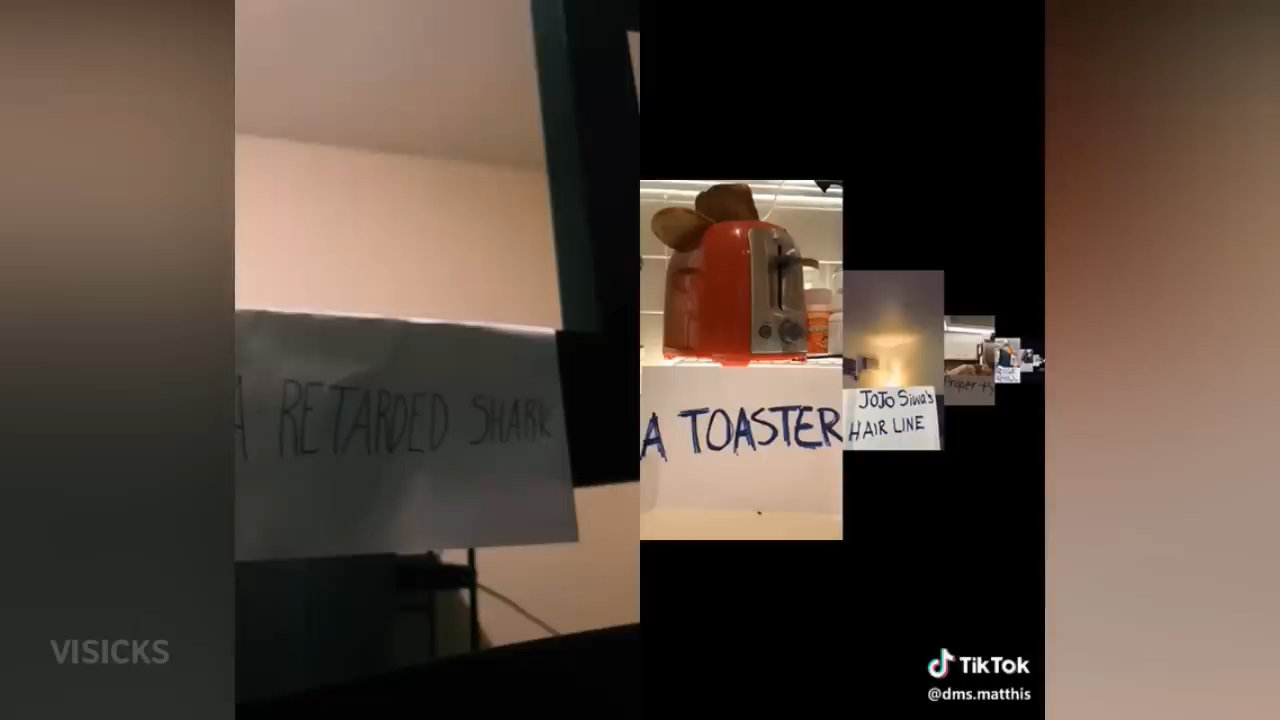 A RETARDED SHARK
A TOASTER
JoJo Siwa's
HAIR LINE
VISICKS
TikTok
@dms.matthis